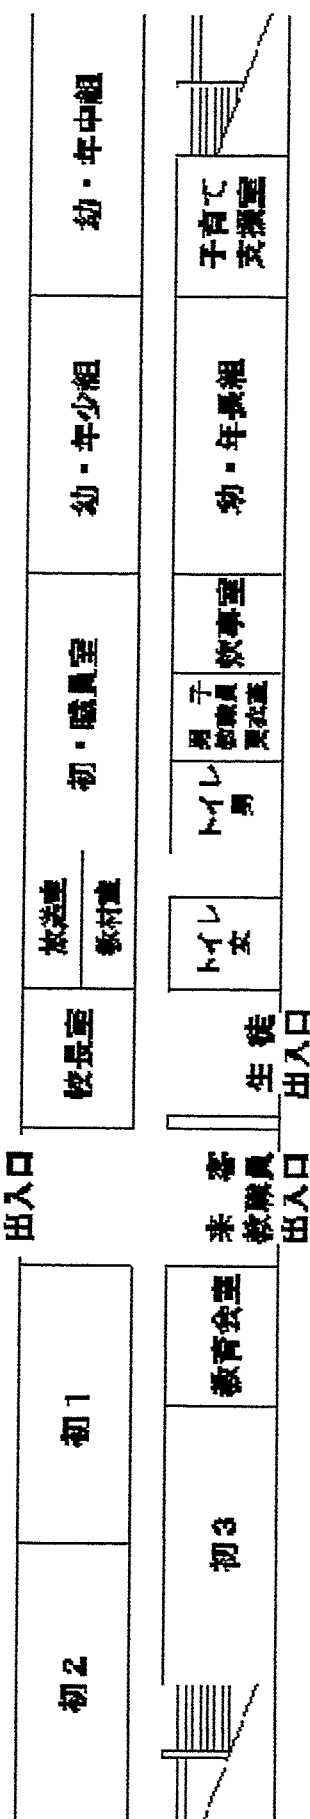 幼・年中組
幼・年少組
初・職員室
放送室
教材室
校長室
出入口
初1
初2
子育て
支援室
幼・年長組
炊事室
男子
教職員
更衣室
トイレ
男
トイレ
女
生徒
出入口
来客
教職員
出入口
教育会室
初3